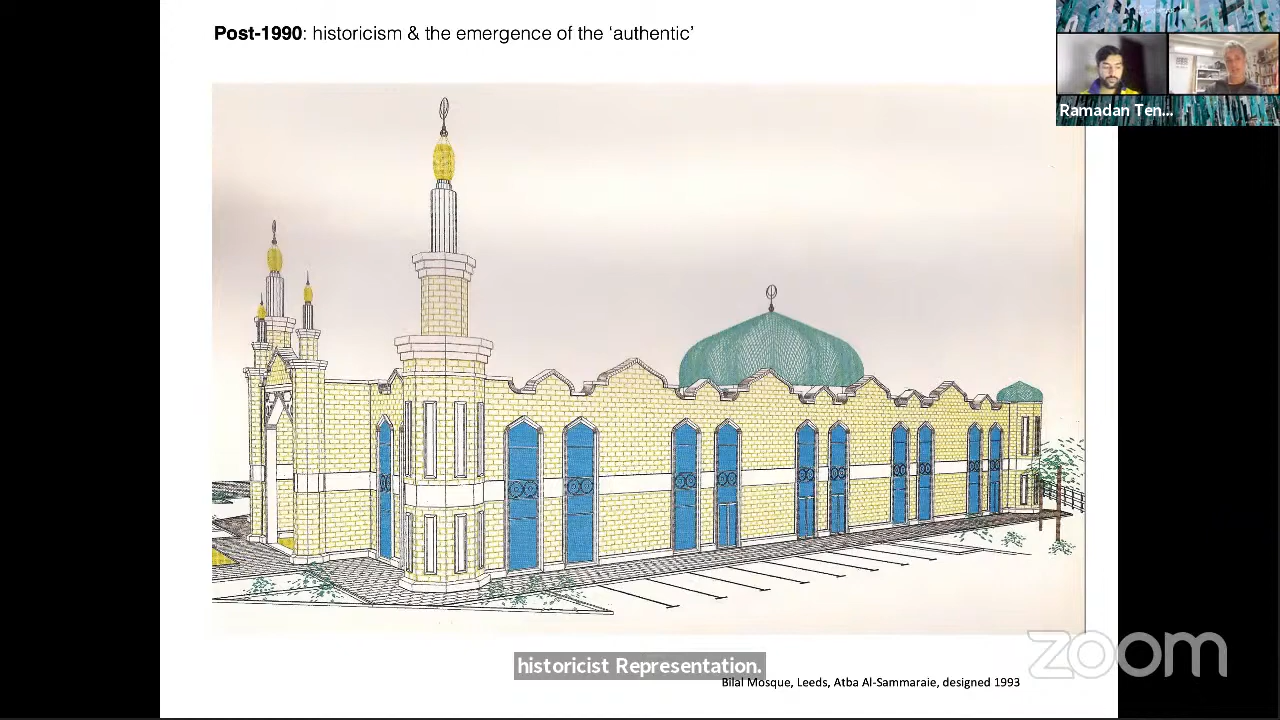 Post-1990: historicism & the emergence of the ‘authentic’
Ramadan Ten...
historicist Representation.
Bilal Mosque, Leeds, Atba Al-Sammaraie, designed 1993
zoom